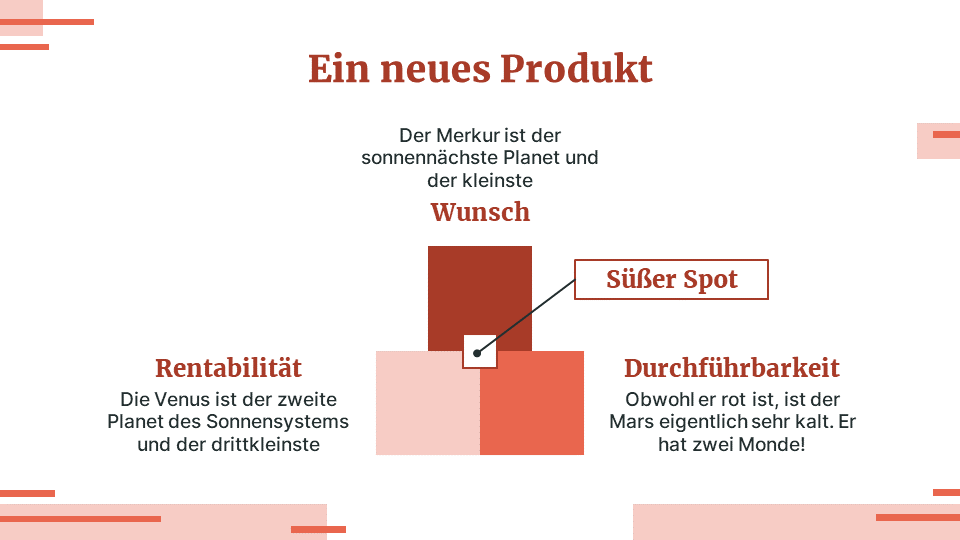 Ein neues Produkt
Der Merkur ist der
sonnennächste Planet und
der kleinste
Wunsch
Süßer Spot
Rentabilität
Die Venus ist der zweite
Planet des Sonnensystems
und der drittkleinste
Durchführbarkeit
Obwohl er rot ist, ist der
Mars eigentlich sehr kalt. Er
hat zwei Monde!